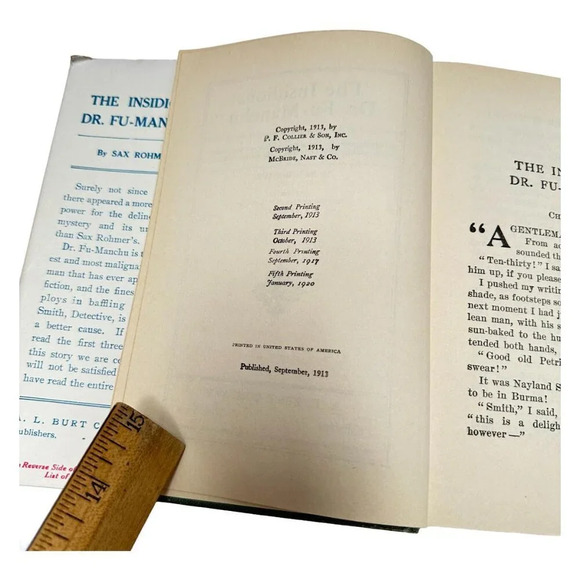 THE INSIDI
DR. FU-MANCH
By SAX ROHM
Surely not since
there appeared a more
power for the deline
mystery and its u
than Sax Rohmer's
Dr. Fu-Manchu is
est and most malignan
that has ever ap
fiction, and the fines
ploys in baffling
Smith, Detective, is
a better cause. If
read the first three
this story we are co
will not be satisfied
have read the entire
A. L. BURT C
Publishers.
Reverse Side of
List of
Copyright, 1913, by
P. F. COLLIER & SON, INC.
Copyright, 1913, by
MCBRIDE, NAST & CO.
Second Printing
September, 1913
Third Printing
October, 1913
Fourth Printing
September, 1917
Fifth Printing
January, 1920
PRINTED IN UNITED STATES OF AMERICA
Published, September, 1913
THE IN
DR. FU-
CH
"A GENTLEMA
From ac
sounded th
"Ten-thirty!" I sa
him up, if you please
I pushed my writing
shade, as footsteps so
next moment I had j
lean man, with his s
sun-baked to the hu
tended both hands,
"Good old Petri
swear!"
It was Nayland S
to be in Burma!
"Smith," I said,
"this is a deligh
however—"
15
14